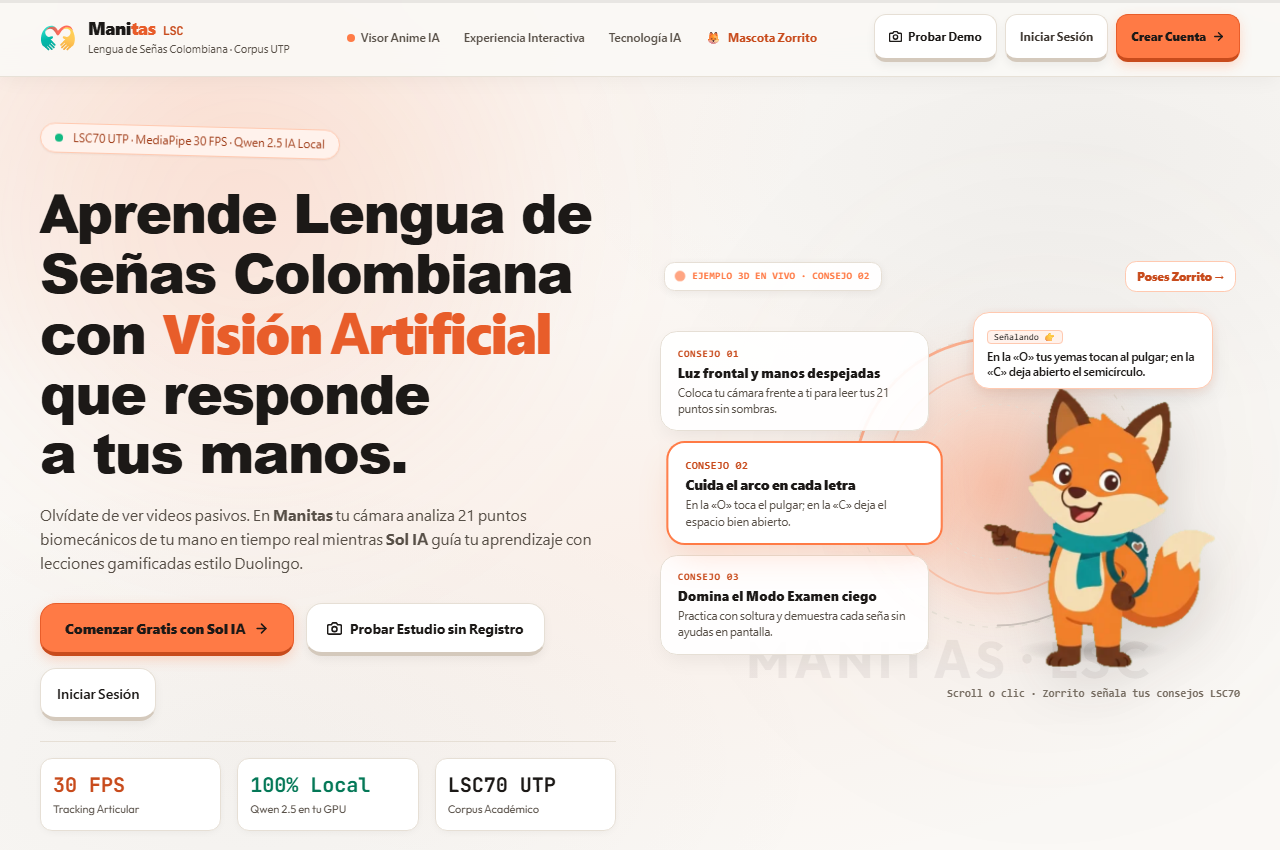 Manitas LSC
Lengua de Señas Colombiana · Corpus UTP
Visor Anime IA
Experiencia Interactiva
Tecnología IA
Mascota Zorrito
Probar Demo
Iniciar Sesión
Crear Cuenta →
LSC70 UTP · MediaPipe 30 FPS · Qwen 2.5 IA Local
Aprende Lengua de
Señas Colombiana
con Visión Artificial
que responde
a tus manos.
Olvídate de ver videos pasivos. En Manitas tu cámara analiza 21 puntos
biomecánicos de tu mano en tiempo real mientras Sol IA guía tu aprendizaje con
lecciones gamificadas estilo Duolingo.
Comenzar Gratis con Sol IA →
Probar Estudio sin Registro
Iniciar Sesión
30 FPS
Tracking Articular
100% Local
Qwen 2.5 en tu GPU
LSC70 UTP
Corpus Académico
EJEMPLO 3D EN VIVO · CONSEJO 02
Poses Zorrito →
CONSEJO 01
Luz frontal y manos despejadas
Coloca tu cámara frente a ti para leer tus 21
puntos sin sombras.
CONSEJO 02
Cuida el arco en cada letra
En la «O» toca el pulgar; en la «C» deja el
espacio bien abierto.
CONSEJO 03
Domina el Modo Examen ciego
Practica con soltura y demuestra cada seña sin
ayudas en pantalla.
Señalando 👉
En la «O» tus yemas tocan al pulgar; en la
«C» deja abierto el semicírculo.
MANITAS · LSC
Scroll o clic · Zorrito señala tus consejos LSC70